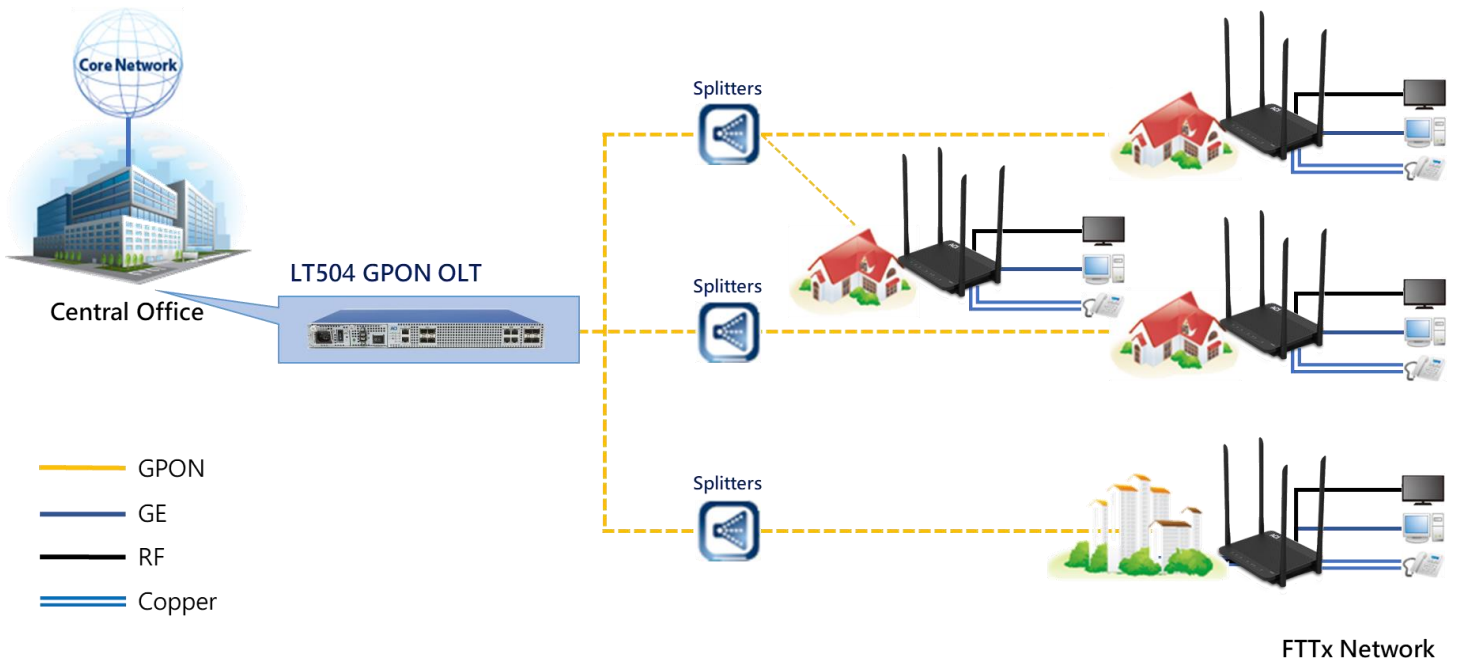 Core Network
Central Office
LT504 GPON OLT
Splitters
Splitters
Splitters
GPON
GE
RF
Copper
FTTx Network